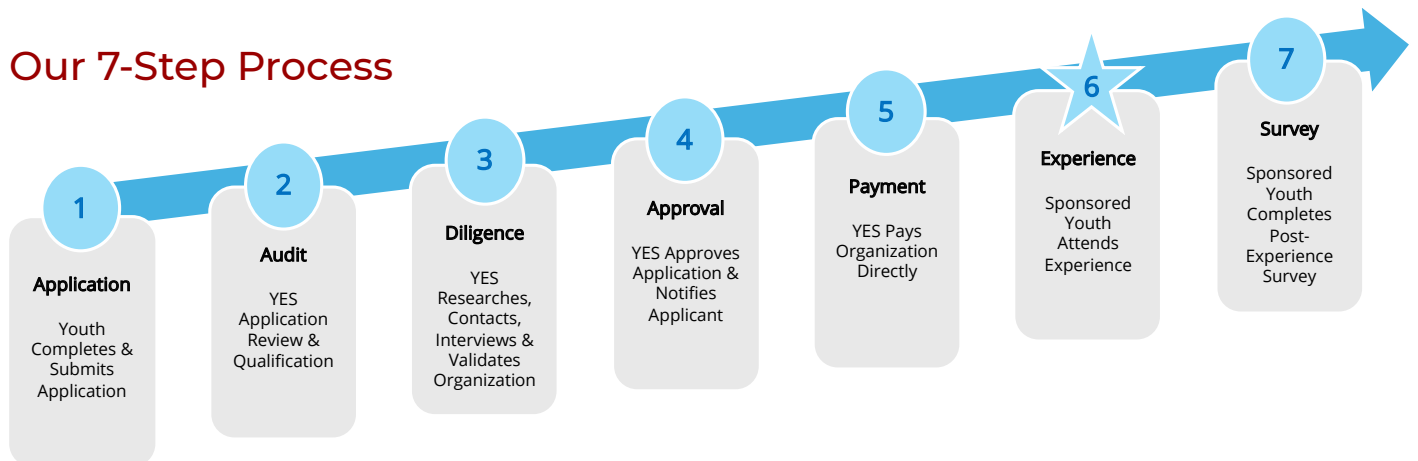 Our 7-Step Process
1
Application
Youth
Completes &
Submits
Application
2
Audit
YES
Application
Review &
Qualification
3
Diligence
YES
Researches,
Contacts,
Interviews &
Validates
Organization
4
Approval
YES Approves
Application &
Notifies
Applicant
5
Payment
YES Pays
Organization
Directly
6
Experience
Sponsored
Youth
Attends
Experience
7
Survey
Sponsored
Youth
Completes
Post-
Experience
Survey